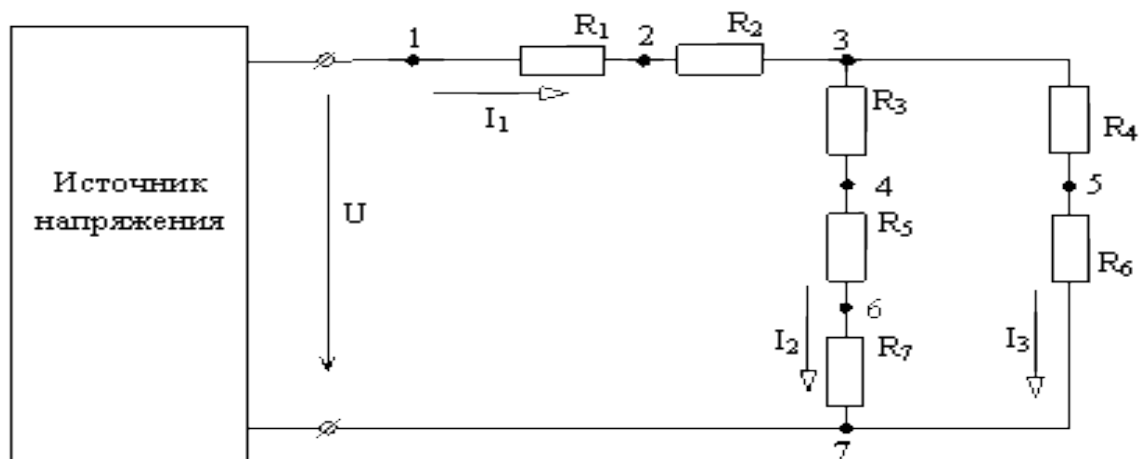 1
R₁
2
R₂
3
I₁
R₃
R₄
Источник
напряжения
U
4
5
R₅
R₆
6
I₂
R₇
I₃
7